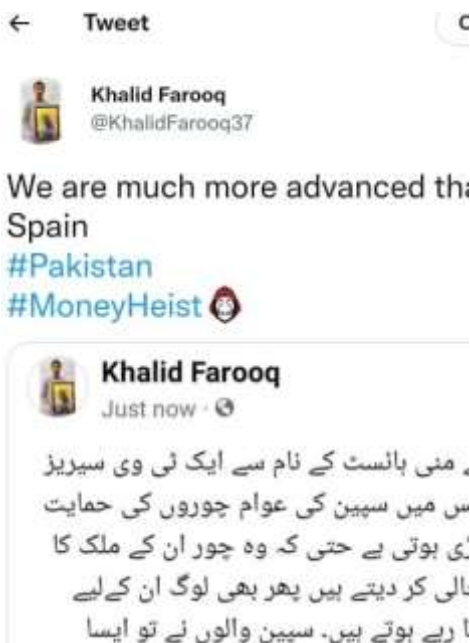 Tweet
Khalid Farooq
@KhalidFarooq37
We are much more advanced
Spain
#Pakistan
#MoneyHeist
Khalid Farooq
Just now ·
منی ہائسٹ کے نام سے ایک ٹی وی سیریز
میں سپین کی عوام چوروں کی حمایت
ہوتی ہے حتی کہ وہ چور ان کے ملک کا
کر دیتے ہیں پھر بھی لوگ ان کےلیے
رہے ہوتے ہیں۔ سپین والوں نے تو ایسا